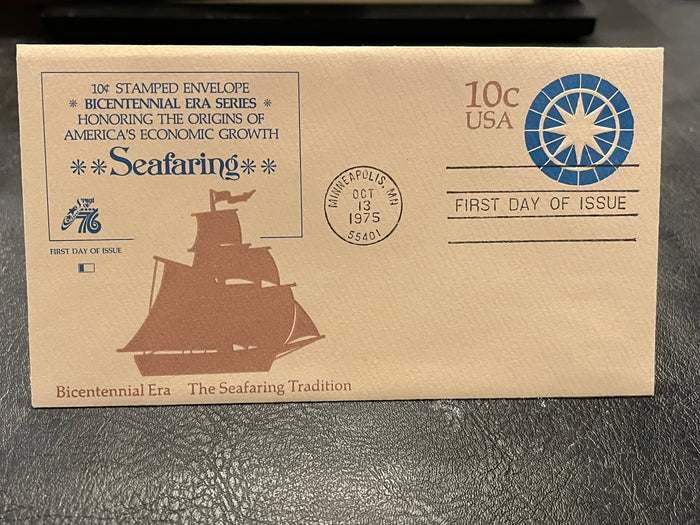 10¢ STAMPED ENVELOPE
* BICENTENNIAL ERA SERIES *
HONORING THE ORIGINS OF
AMERICA'S ECONOMIC GROWTH
**Seafaring**
76
FIRST DAY OF ISSUE
MINNEAPOLIS, MN
OCT
13
1975
55401
10c
USA
FIRST DAY OF ISSUE
Bicentennial Era The Seafaring Tradition